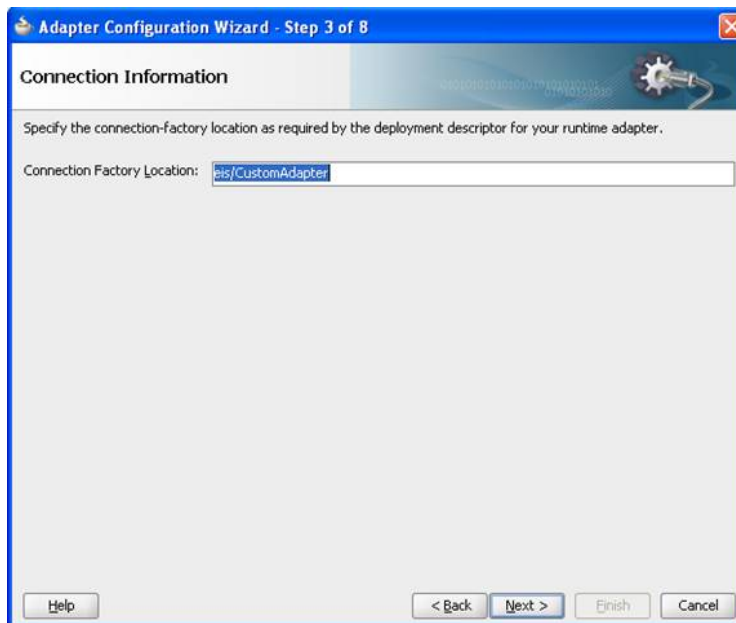 Adapter Configuration Wizard - Step 3 of 8
Connection Information
Specify the connection-factory location as required by the deployment descriptor for your runtime adapter.
Connection Factory Location: eis/CustomAdapter
Help < Back Next > Finish Cancel